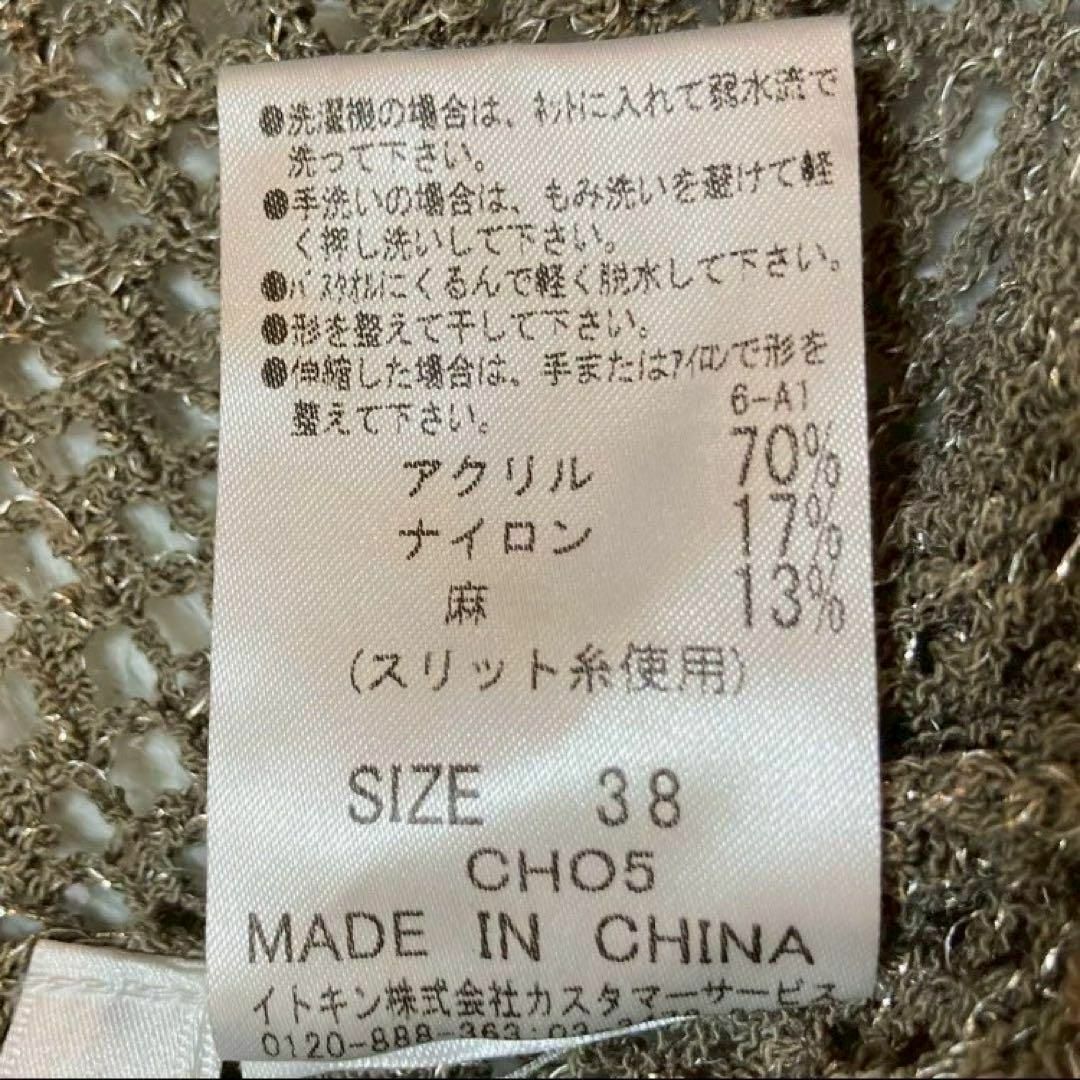 ●洗濯機の場合は、ﾈｯﾄに入れて弱水流で
洗って下さい。
●手洗いの場合は、もみ洗いを避けて軽
く押し洗いして下さい。
●ﾊﾞｽﾀｵﾙにくるんで軽く脱水して下さい。
●形を整えて干して下さい。
●伸縮した場合は、手またはｱｲﾛﾝで形を
整えて下さい。
6-A1
アクリル 70%
ナイロン 17%
麻 13%
(スリット糸使用)
SIZE 38
CHO5
MADE IN CHINA
イトキン株式会社カスタマーサービス
0120-888-363:03